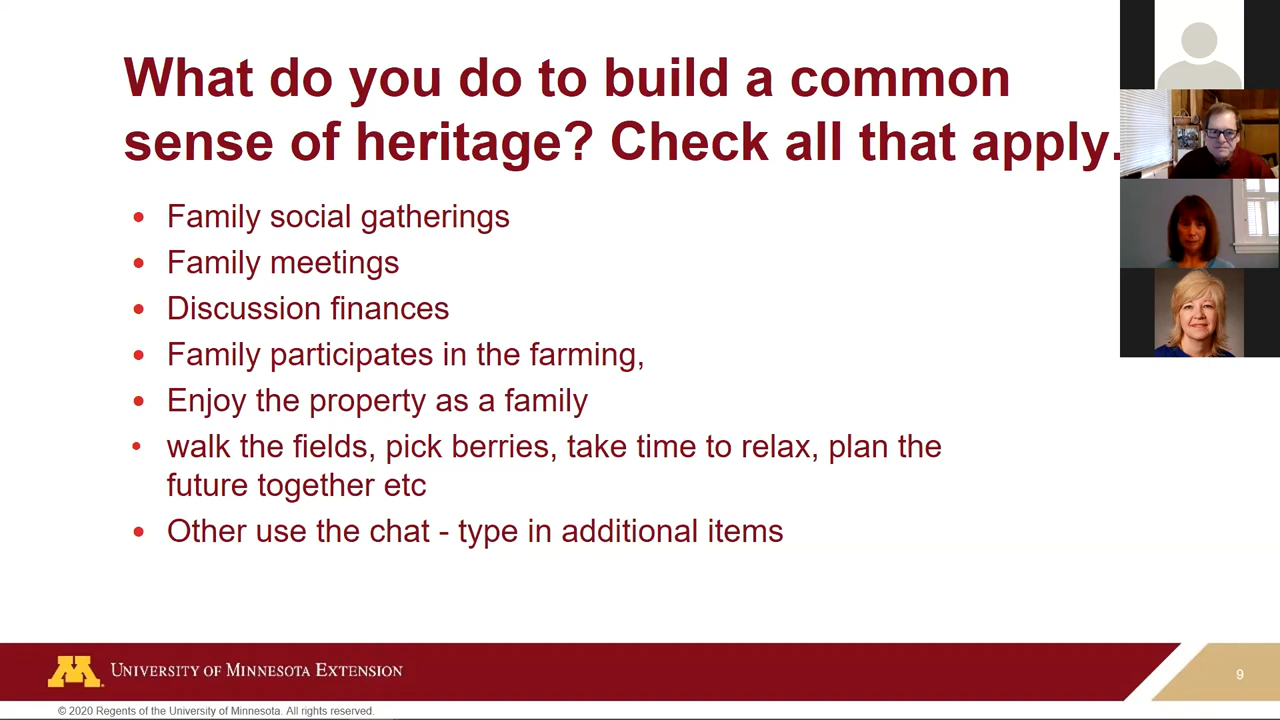 What do you do to build a common
sense of heritage? Check all that apply.
• Family social gatherings
• Family meetings
• Discussion finances
• Family participates in the farming,
• Enjoy the property as a family
• walk the fields, pick berries, take time to relax, plan the
future together etc
• Other use the chat - type in additional items
M
University of Minnesota Extension
9
© 2020 Regents of the University of Minnesota. All rights reserved.